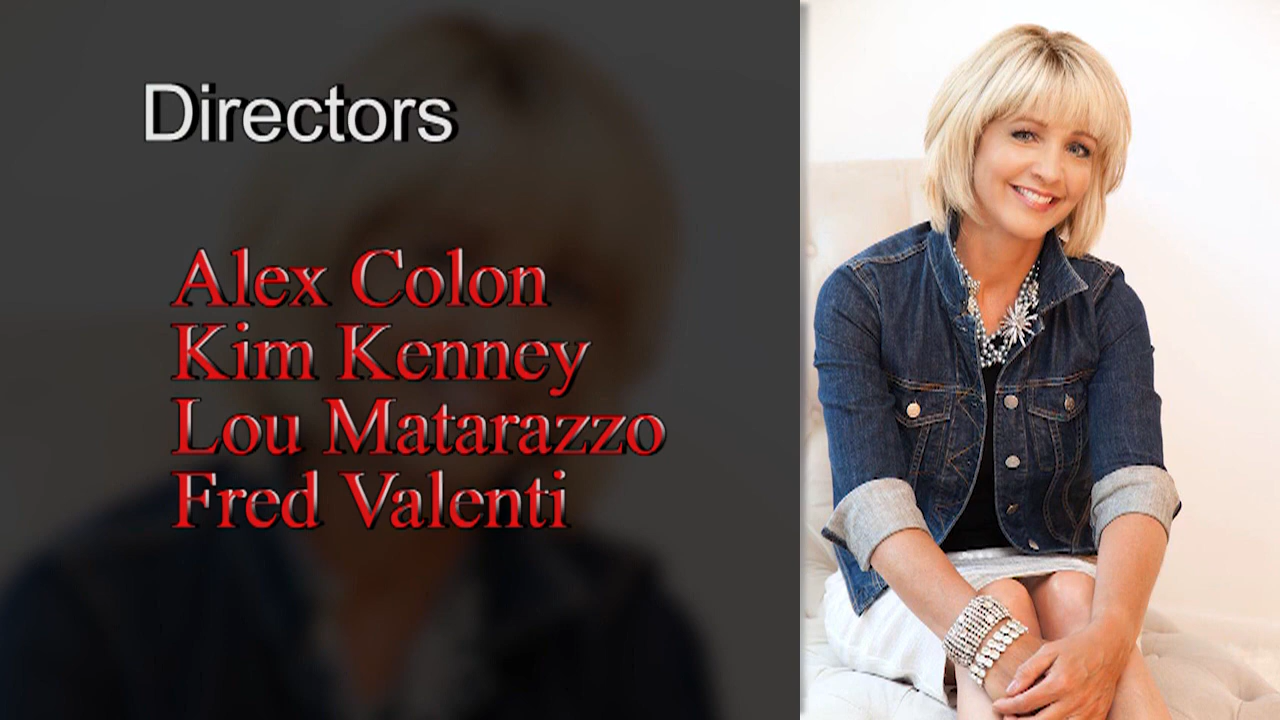 Directors
Alex Colon
Kim Kenney
Lou Matarazzo
Fred Valenti